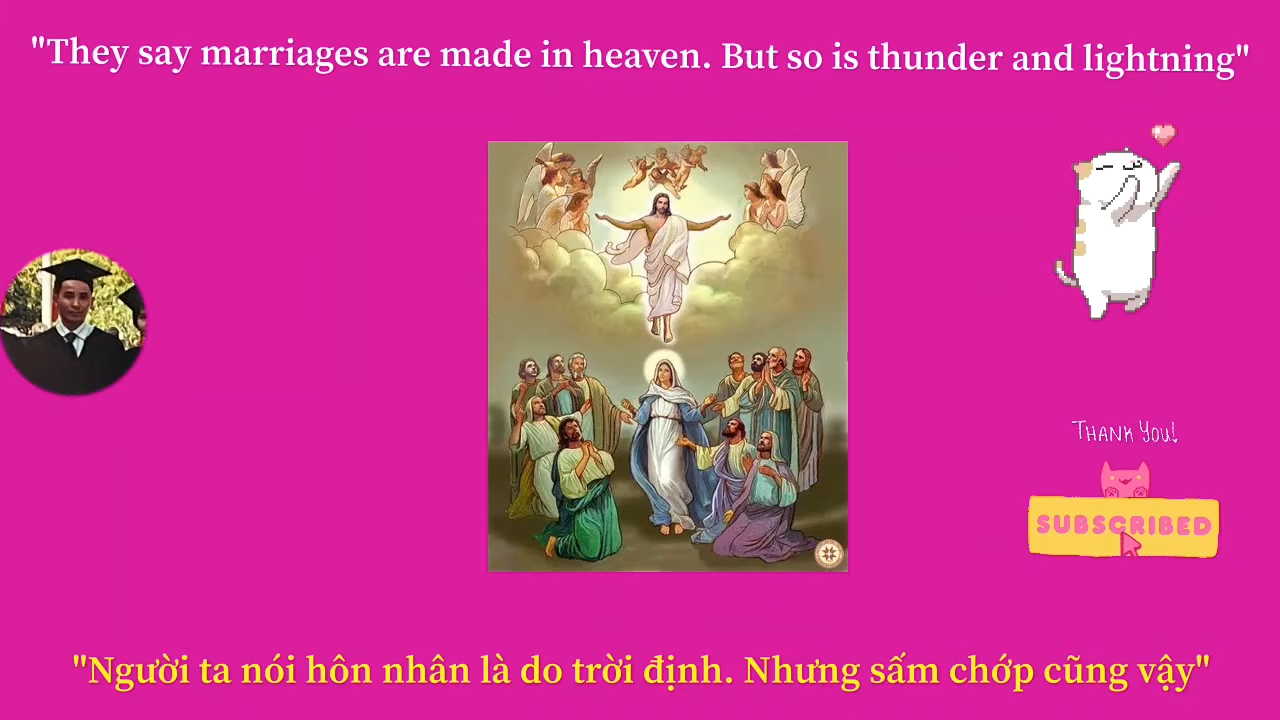 "They say marriages are made in heaven. But so is thunder and lightning"
THANK YOU!
SUBSCRIBED
"Người ta nói hôn nhân là do trời định. Nhưng sấm chớp cũng vậy"